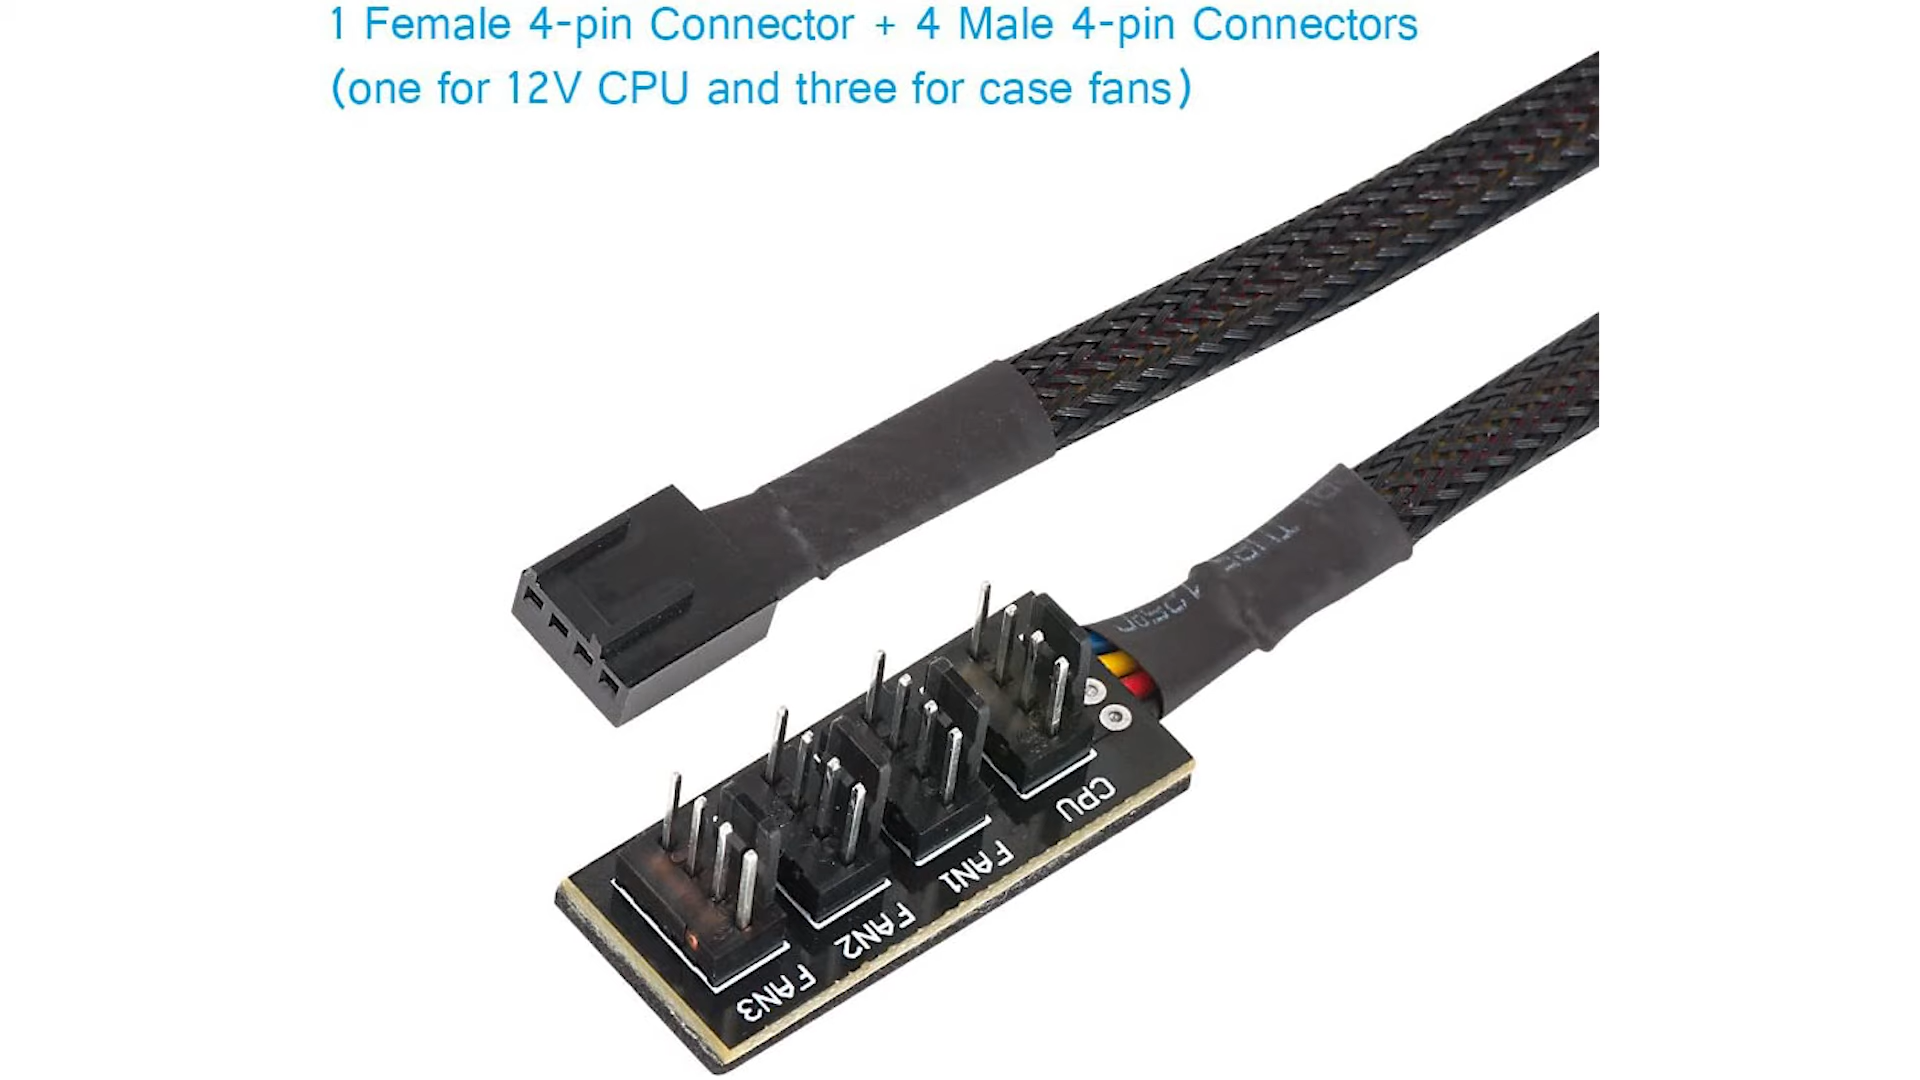 1 Female 4-pin Connector + 4 Male 4-pin Connectors
(one for 12V CPU and three for case fans)
CPU
FAN1
FAN2
FAN3